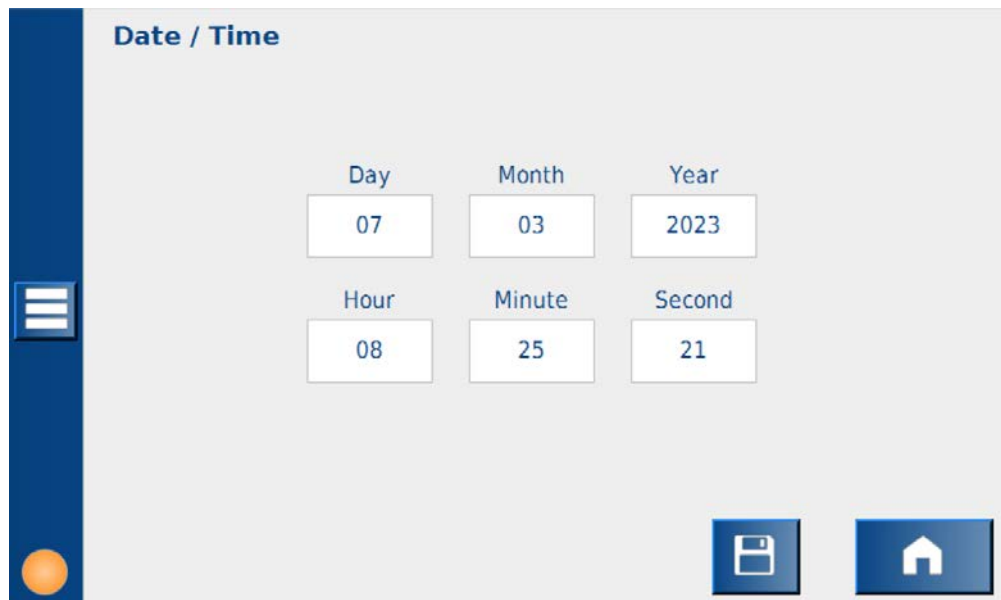 Date / Time
Day Month Year
07 03 2023
Hour Minute Second
08 25 21